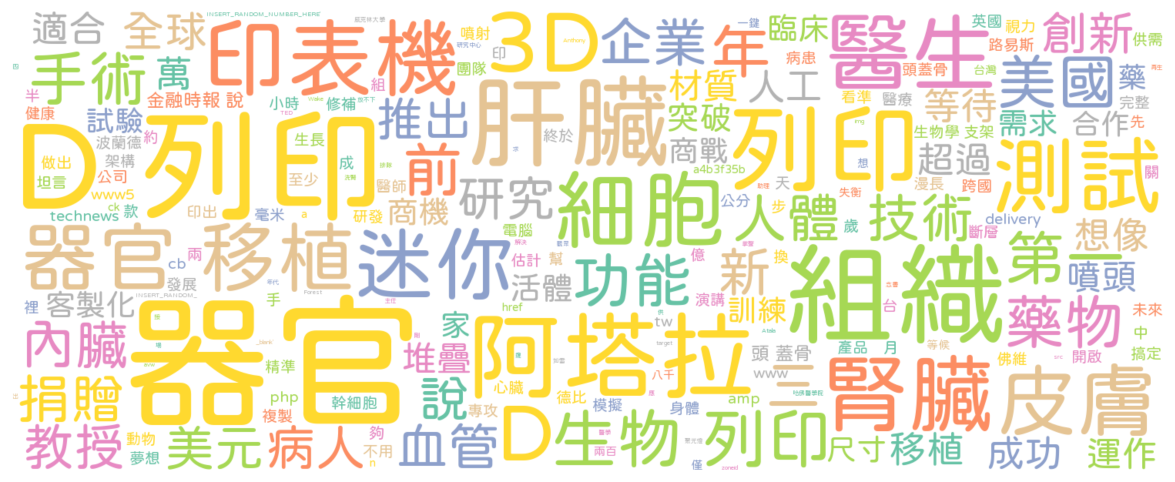 適合 全球 INSERT_RANDOM_NUMBER_HERE
印表機
噴射
團隊
3D
印
企業
年
一鍵
臨床
病患
醫生
英國
視力
路易斯
創新
供需
手術
萬
半
健康
金融時報 說
小時
修補
組
材質
人工
頭蓋骨
看準
醫療
台灣
美國
藥
完整
D 列印
試驗
約
波蘭德
架構
公司
生長
推出
肝臟
終於
突破
商戰
列印
等待
生物學 支架
超過
需求
合作
先
測試
關
做出
坦言
www5
ck 款
technews
至少
成
醫師
前
商機
研究
細胞
a4b3f35b
公分
天
想
失衡
漫長
跨國
印出
毫米
a
研發
電腦
步
人體 技術
歲
斷層
delivery
想像
器官 移植
兩
cb
發展
迷你
估計
幫
億
功能
新
換
組織
第一
噴頭
裡
客製化
INSERT_RANDOM_
手
活體
href
tw
演講
訓練
台
藥物
未來
中
搞定
內臟
器官
家
堆疊
阿塔拉
產品 月
等候
佛維
開啟
頭 蓋骨
www
三
八千
target
捐贈
精準
php
複製
幹細胞
說
專攻
心臟
德比
模擬
身體
amp
腎臟
皮膚
教授
動物
夢想
美元
病人
夠
不用
n
血管
D生物 列印
兩百
僅
尺寸
移植
成功
運作